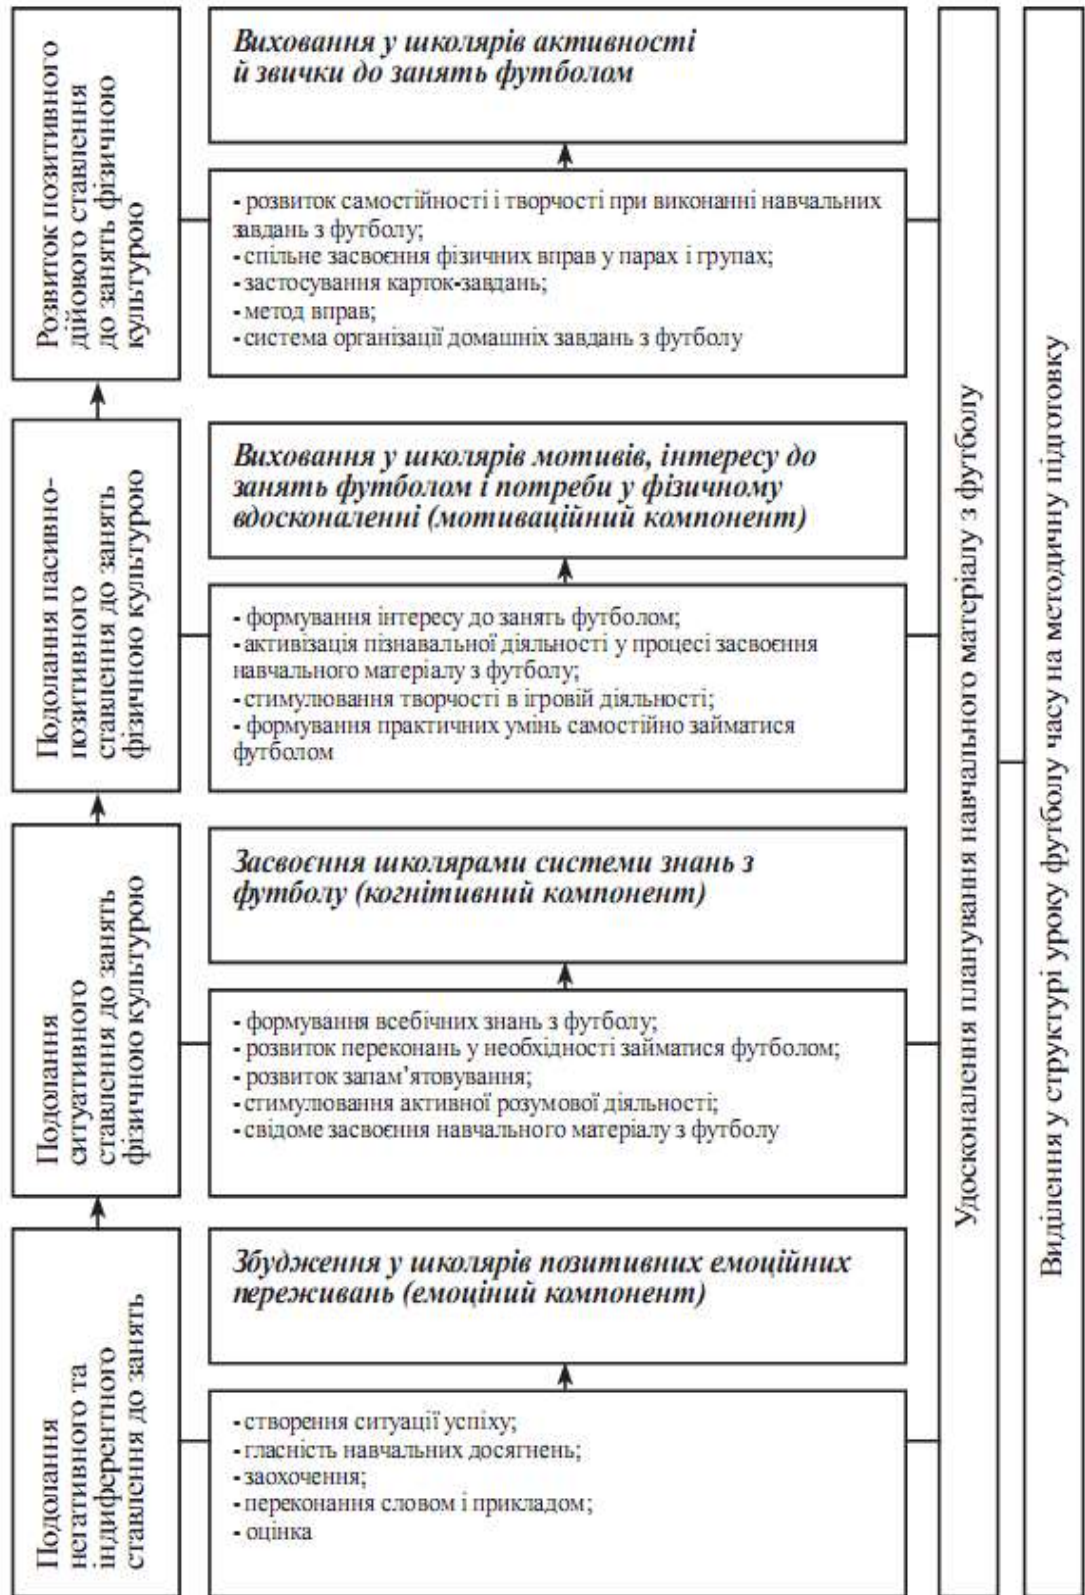 Розвиток позитивного
дійового ставлення
до занять фізичною
культурою
Виховання у школярів активності
й звички до занять футболом
- розвиток самостійності і творчості при виконанні навчальних
завдань з футболу;
- спільне засвоєння фізичних вправ у парах і групах;
- застосування карток-завдань;
- метод вправ;
- система організації домашніх завдань з футболу
Подолання пасивно-
позитивного
ставлення до занять
фізичною культурою
Виховання у школярів мотивів, інтересу до
занять футболом і потреби у фізичному
вдосконаленні (мотиваційний компонент)
- формування інтересу до занять футболом;
- активізація пізнавальної діяльності у процесі засвоєння
навчального матеріалу з футболу;
- стимулювання творчості в ігровій діяльності;
- формування практичних умінь самостійно займатися
футболом
Подолання
ситуативного
ставлення до занять
фізичною культурою
Засвоєння школярами системи знань з
футболу (когнітивний компонент)
- формування всебічних знань з футболу;
- розвиток переконань у необхідності займатися футболом;
- розвиток запам’ятовування;
- стимулювання активної розумової діяльності;
- свідоме засвоєння навчального матеріалу з футболу
Подолання
негативного та
індиферентного
ставлення до занять
Збудження у школярів позитивних емоційних
переживань (емоціний компонент)
- створення ситуації успіху;
- гласність навчальних досягнень;
- заохочення;
- переконання словом і прикладом;
- оцінка
Удосконалення планування навчального матеріалу з футболу
Виділення у структурі уроку футболу часу на методичну підготовку